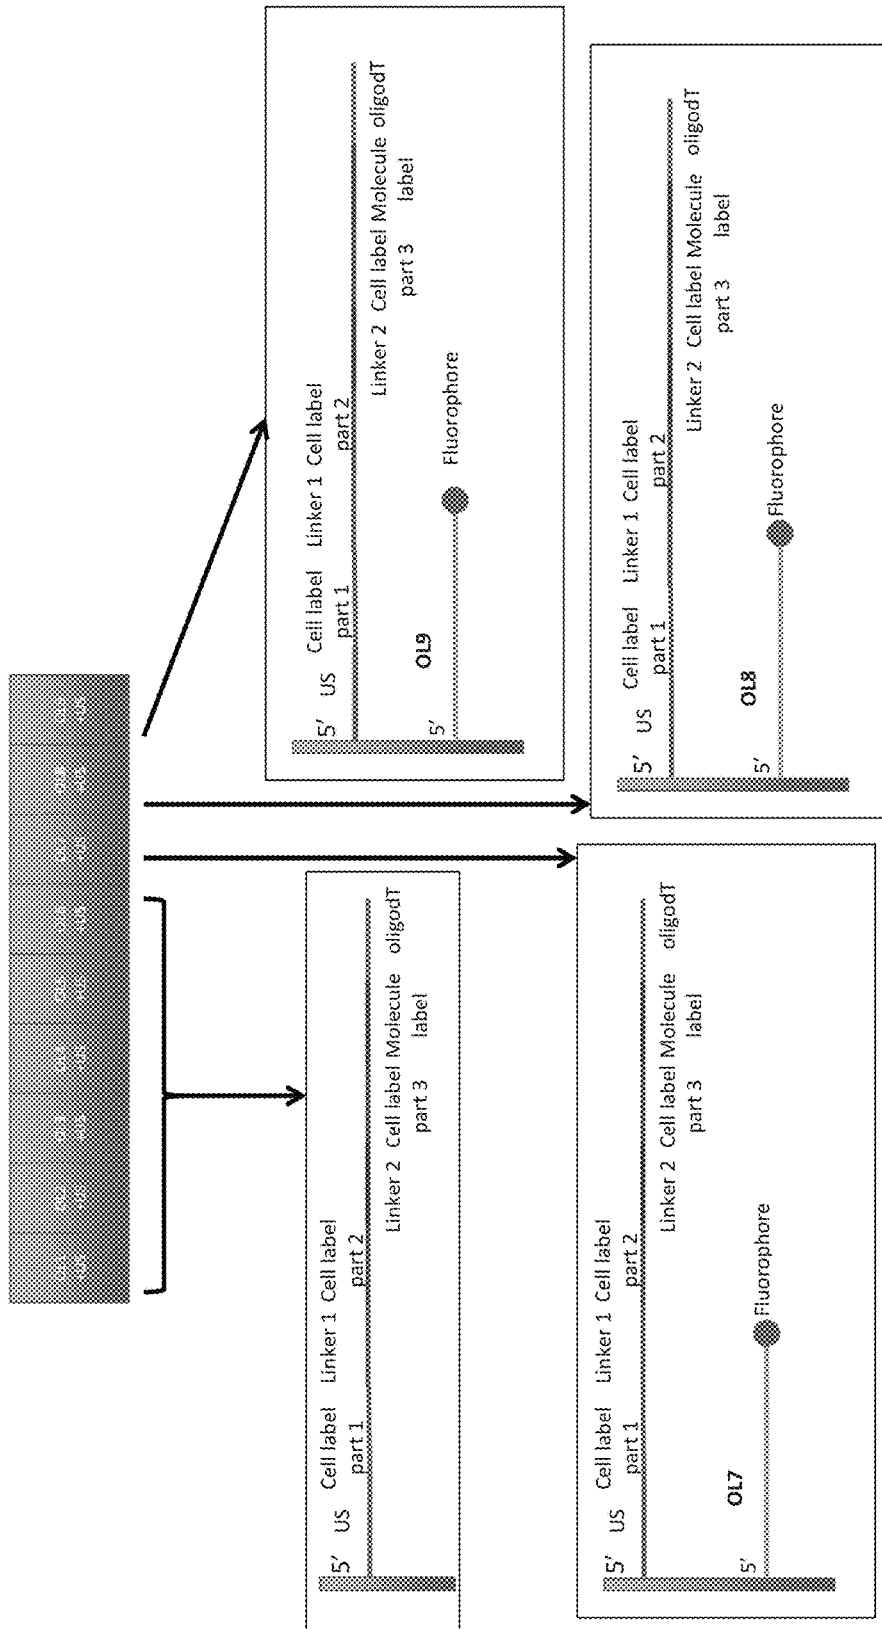 5′ US Cell label Linker 1 Cell label
part 1 part 2
Linker 2 Cell label Molecule oligodT
part 3 label
5′ US Cell label Linker 1 Cell label
part 1 part 2
Linker 2 Cell label Molecule oligodT
part 3 label
OL7
5′ Fluorophore
5′ US Cell label Linker 1 Cell label
part 1 part 2
Linker 2 Cell label Molecule oligodT
part 3 label
OL9
5′ Fluorophore
5′ US Cell label Linker 1 Cell label
part 1 part 2
Linker 2 Cell label Molecule oligodT
part 3 label
OL8
5′ Fluorophore